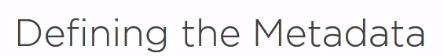 Defining the Metadata